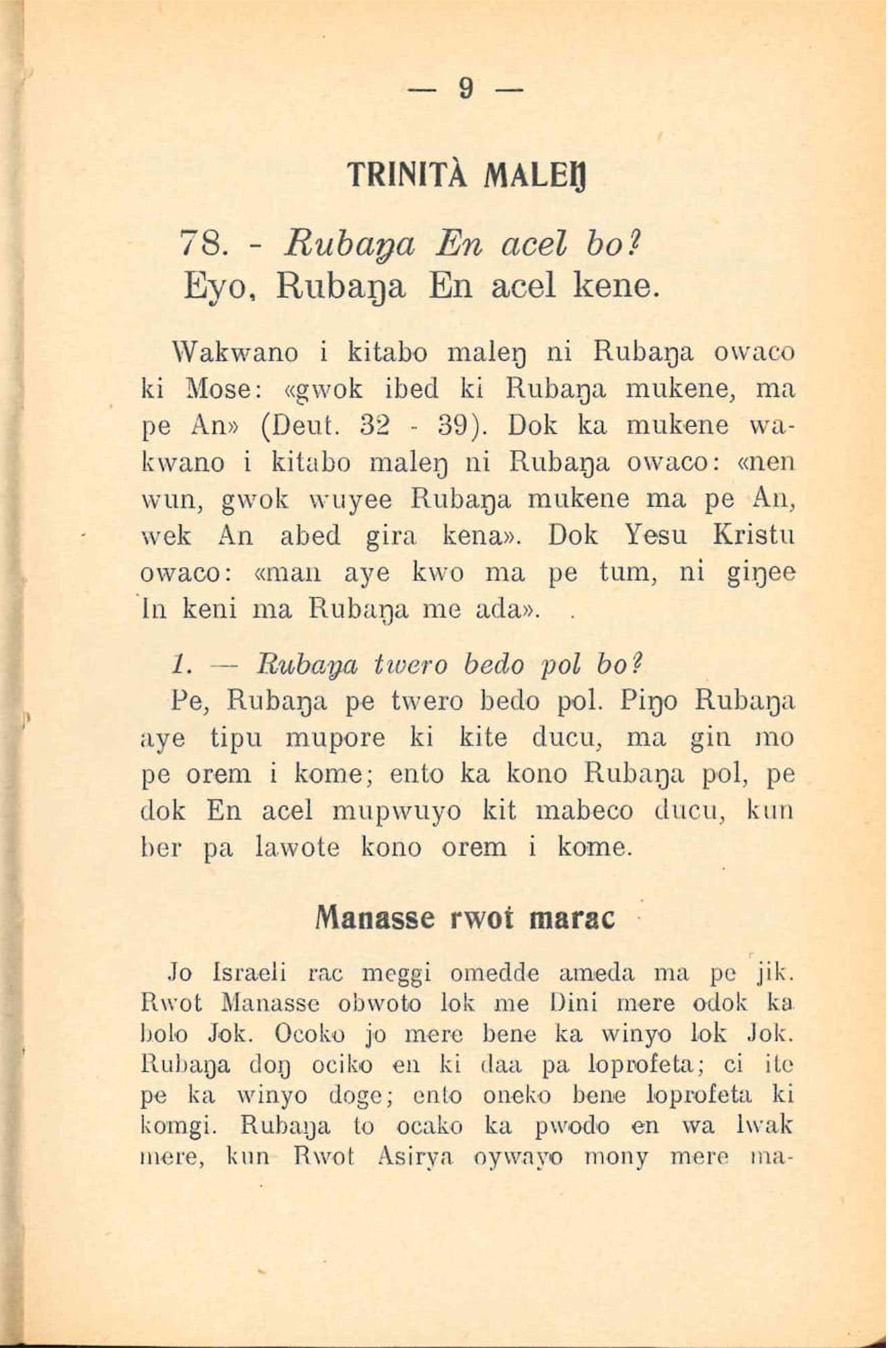 — 9 —
TRINITÀ MALEŊ
78. - Rubaŋa En acel bo?
Eyo, Rubaŋa En acel kene.
Wakwano i kitabo maleŋ ni Rubaŋa owaco
ki Mose: «gwok ibed ki Rubaŋa mukene, ma
pe An» (Deut. 32 - 39). Dok ka mukene wa-
kwano i kitabo maleŋ ni Rubaŋa owaco: «nen
wun, gwok wuyee Rubaŋa mukene ma pe An,
wek An abed gira kena». Dok Yesu Kristu
owaco: «man aye kwo ma pe tum, ni giŋee
In keni ma Rubaŋa me ada».
1. — Rubaŋa twero bedo pol bo?
Pe, Rubaŋa pe twero bedo pol. Piŋo Rubaŋa
aye tipu mupore ki kite ducu, ma gin mo
pe orem i kome; ento ka kono Rubaŋa pol, pe
dok En acel mupwuyo kit mabeco ducu, kun
ber pa lawote kono orem i kome.
Manasse rwot marac
Jo Israeli rac meggi omedde ameda ma pe jik.
Rwot Manasse obwoto lok me Dini mere odok ka
bolo Jok. Ocoko jo mere bene ka winyo lok Jok.
Rubaŋa doŋ ociko en ki daa pa loprofeta; ci ite
pe ka winyo doge; ento oneko bene loprofeta ki
komgi. Rubaŋa to ocako ka pwodo en wa lwak
mere, kun Rwot Asirya oywayo mony mere ma-